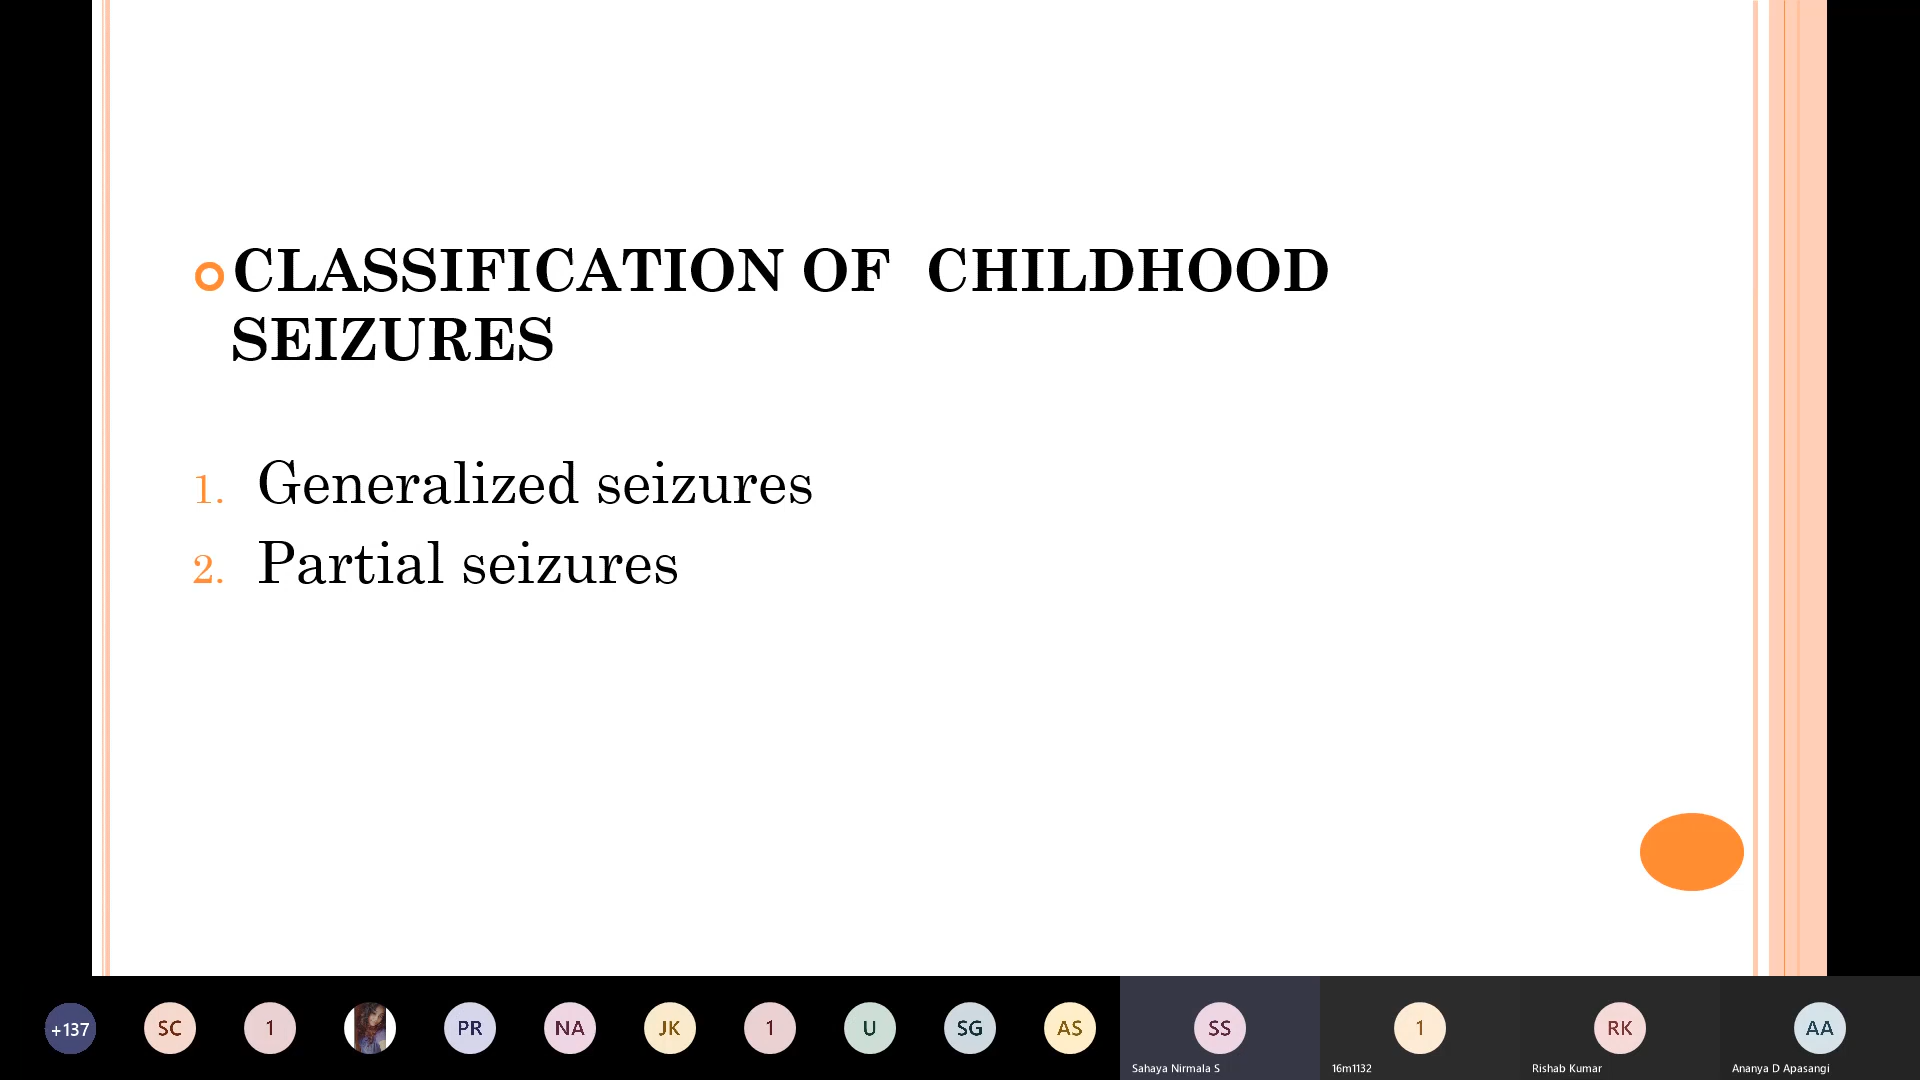 CLASSIFICATION OF CHILDHOOD
SEIZURES
1. Generalized seizures
2. Partial seizures
+137
SC
1
PR
NA
JK
1
U
SG
AS
SS
1
RK
AA
Sahaya Nirmala S
16m1132
Rishab Kumar
Ananya D Apasangi